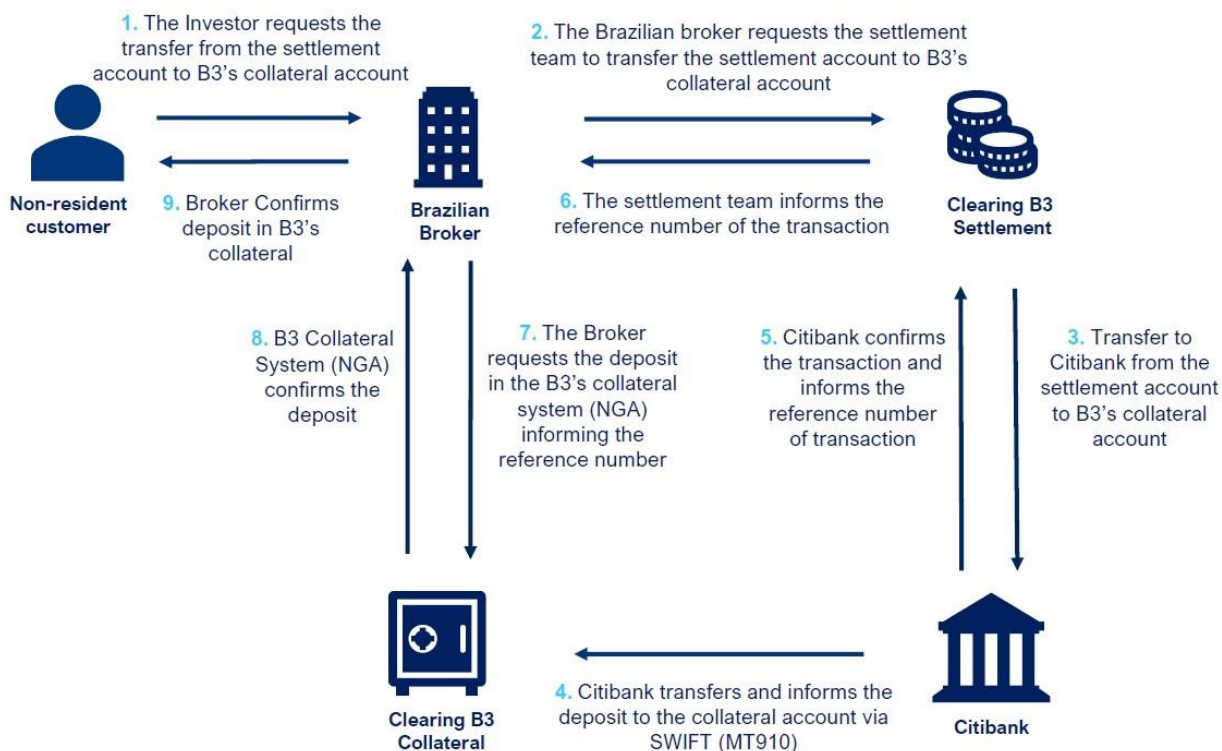 1. The Investor requests the
transfer from the settlement
account to B3's collateral account
2. The Brazilian broker requests the settlement
team to transfer the settlement account to B3's
collateral account
Non-resident
customer
9. Broker Confirms
deposit in B3's
collateral
Brazilian
Broker
6. The settlement team informs the
reference number of the transaction
Clearing B3
Settlement
8. B3 Collateral
System (NGA)
confirms the
deposit
7. The Broker
requests the deposit
in the B3's collateral
system (NGA)
informing the
reference number
5. Citibank confirms
the transaction and
informs the
reference number
of transaction
3. Transfer to
Citibank from the
settlement account
to B3's collateral
account
Clearing B3
Collateral
4. Citibank transfers and informs the
deposit to the collateral account via
SWIFT (MT910)
Citibank